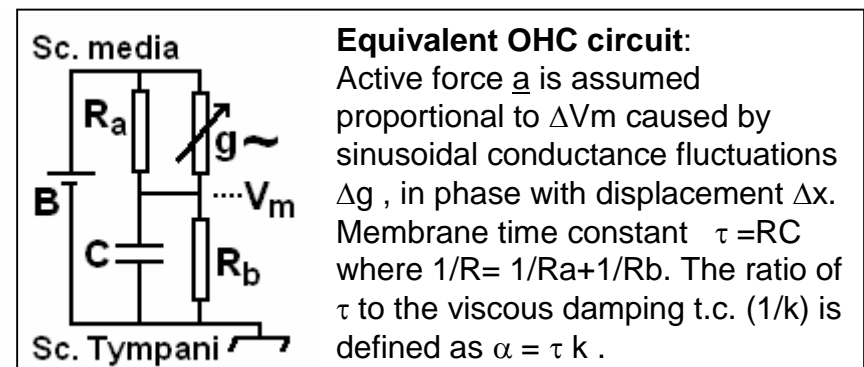 Sc. media
Ra
g~
B
....Vm
C
Rb
Sc. Tympani
Equivalent OHC circuit:
Active force a is assumed
proportional to ΔVm caused by
sinusoidal conductance fluctuations
Δg , in phase with displacement Δx.
Membrane time constant τ =RC
where 1/R= 1/Ra+1/Rb. The ratio of
τ to the viscous damping t.c. (1/k) is
defined as α = τ k .